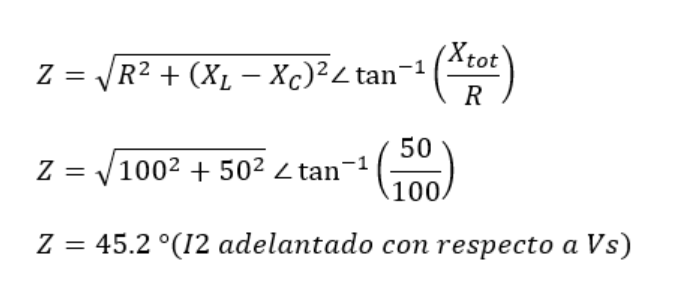 Z = √(R² + (X_L − X_C)²)∠ tan⁻¹ (X_tot / R)
Z = √(100² + 50²) ∠ tan⁻¹ (50 / 100)
Z = 45.2 °(I2 adelantado con respecto a Vs)